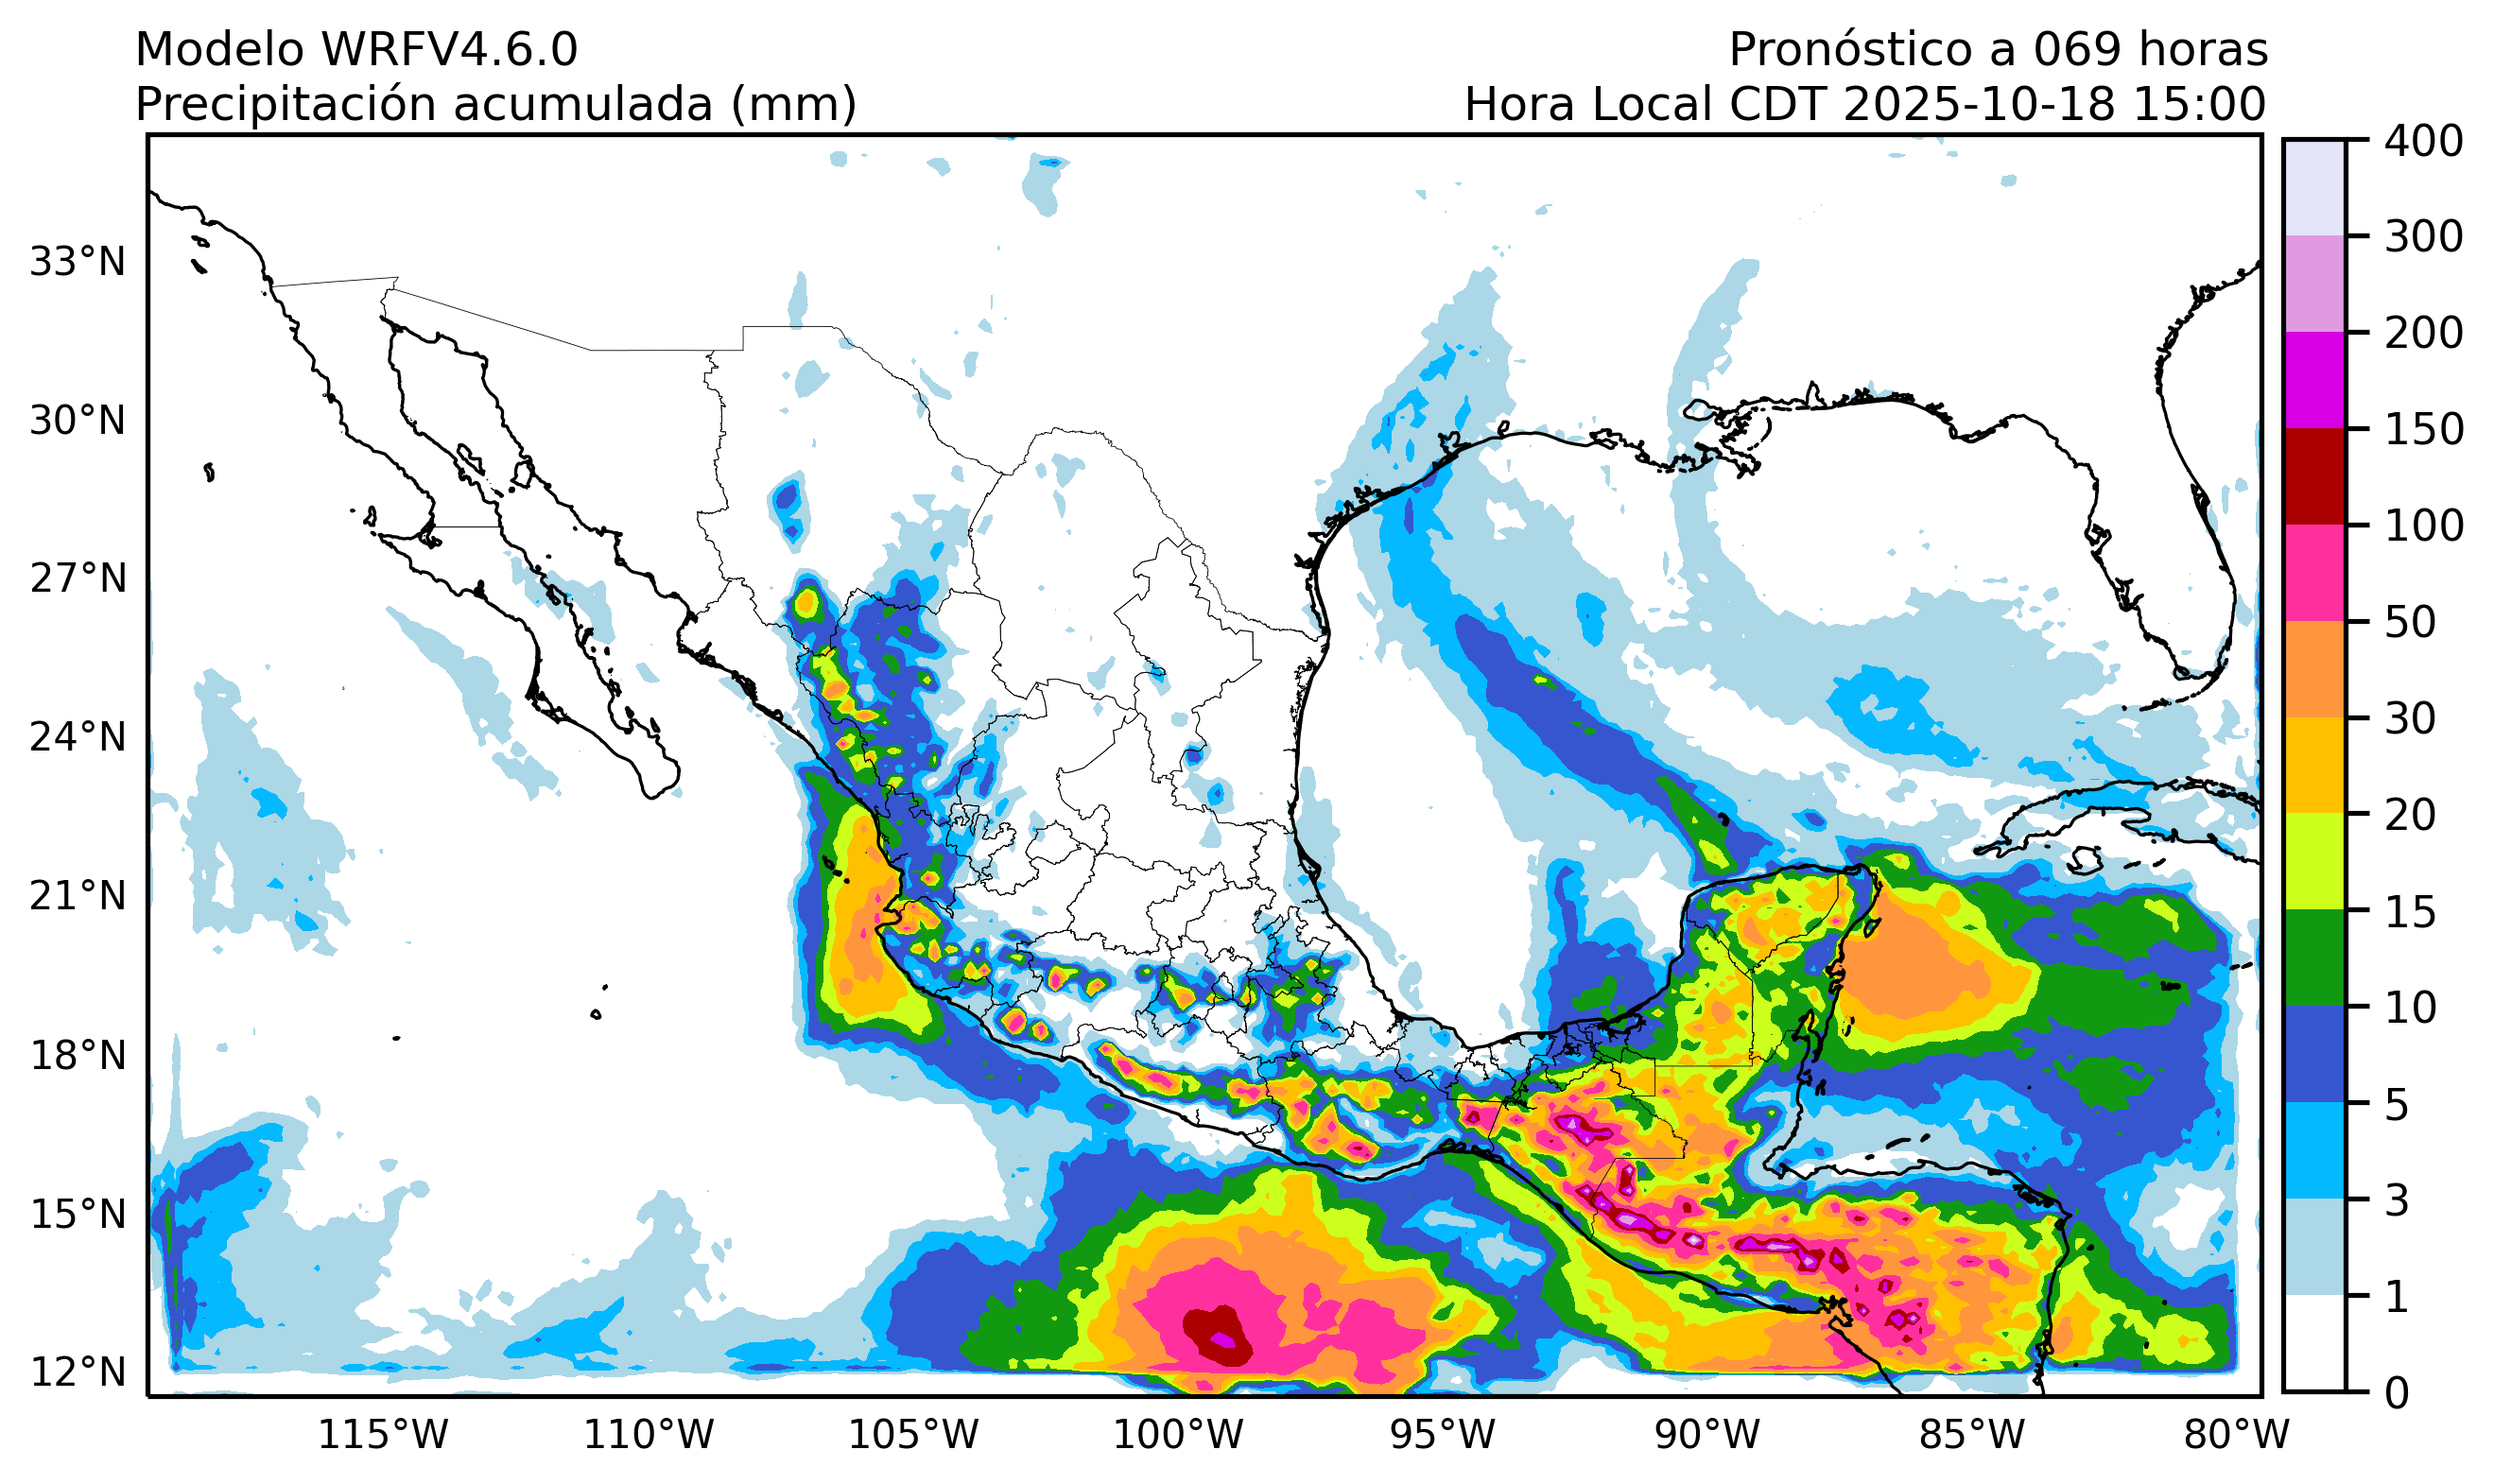 Modelo WRFV4.6.0
Pronóstico a 069 horas
Precipitación acumulada (mm)
Hora Local CDT 2025-10-18 15:00
33°N
30°N
27°N
24°N
21°N
18°N
15°N
12°N
115°W
110°W
105°W
100°W
95°W
90°W
85°W
80°W
400
300
200
150
100
50
30
20
15
10
5
3
1
0